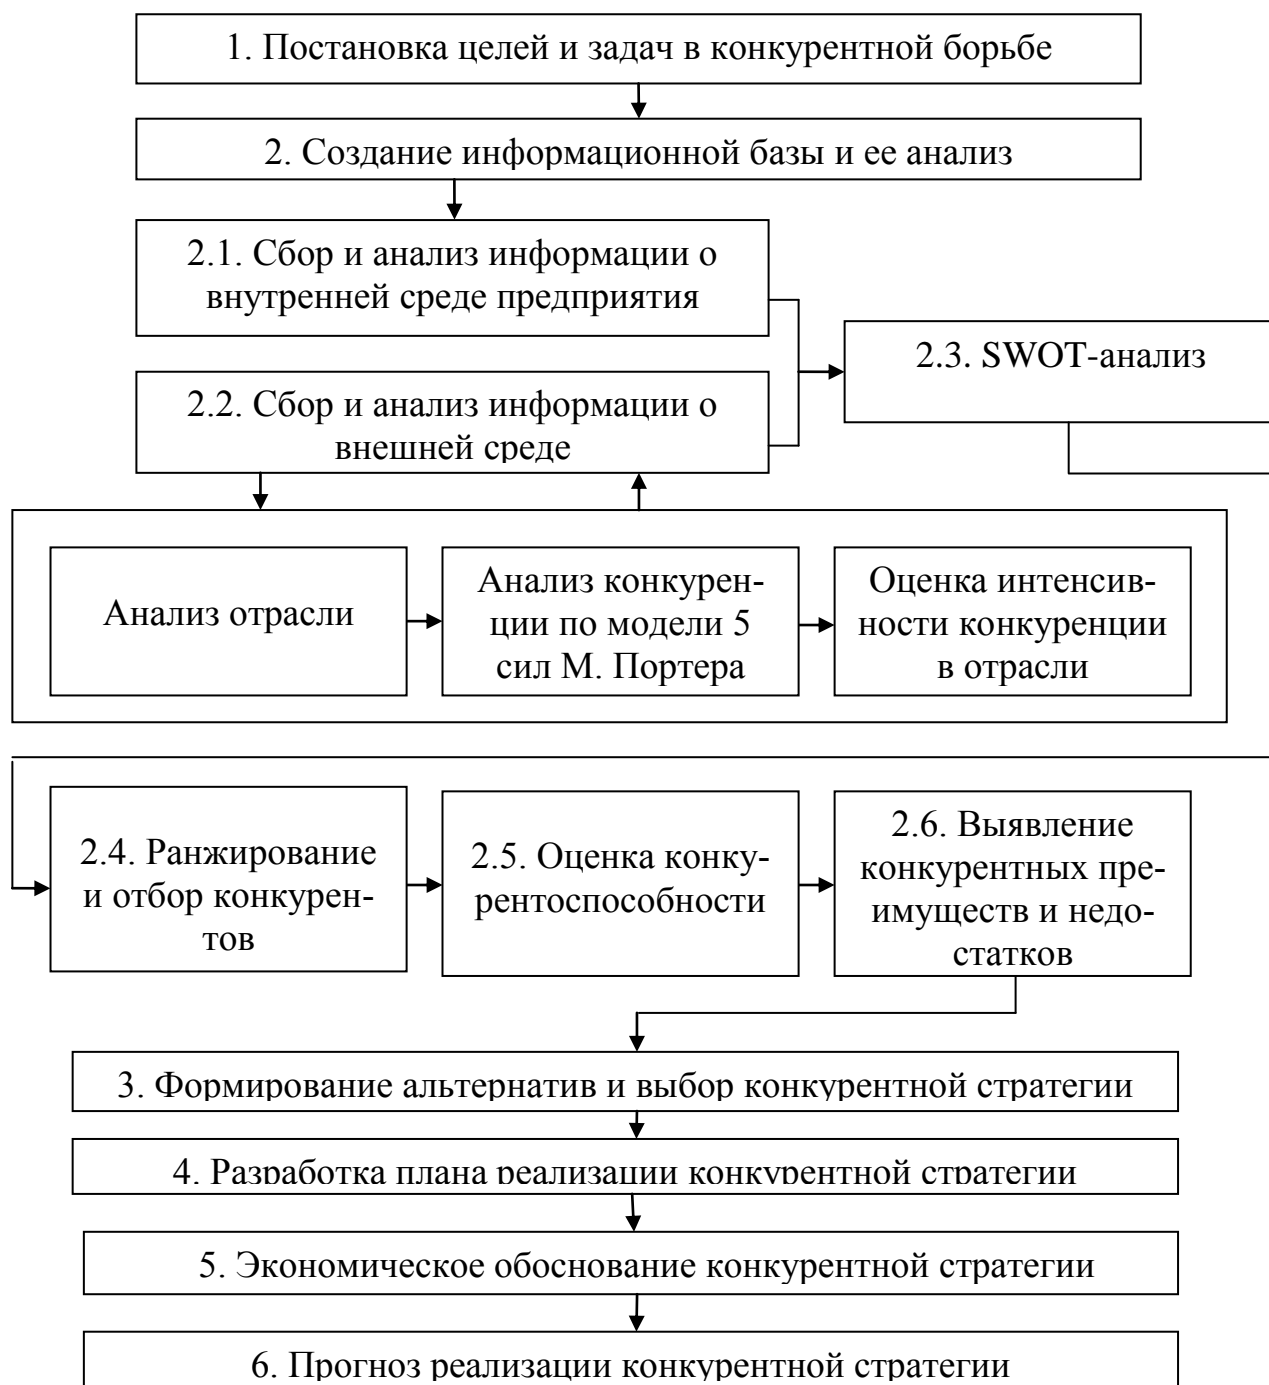 1. Постановка целей и задач в конкурентной борьбе
2. Создание информационной базы и ее анализ
2.1. Сбор и анализ информации о
внутренней среде предприятия
2.3. SWOT-анализ
2.2. Сбор и анализ информации о
внешней среде
Анализ отрасли
Анализ конкурен-
ции по модели 5
сил М. Портера
Оценка интенсив-
ности конкуренции
в отрасли
2.4. Ранжирование
и отбор конкурен-
тов
2.5. Оценка конку-
рентоспособности
2.6. Выявление
конкурентных пре-
имуществ и недо-
статков
3. Формирование альтернатив и выбор конкурентной стратегии
4. Разработка плана реализации конкурентной стратегии
5. Экономическое обоснование конкурентной стратегии
6. Прогноз реализации конкурентной стратегии